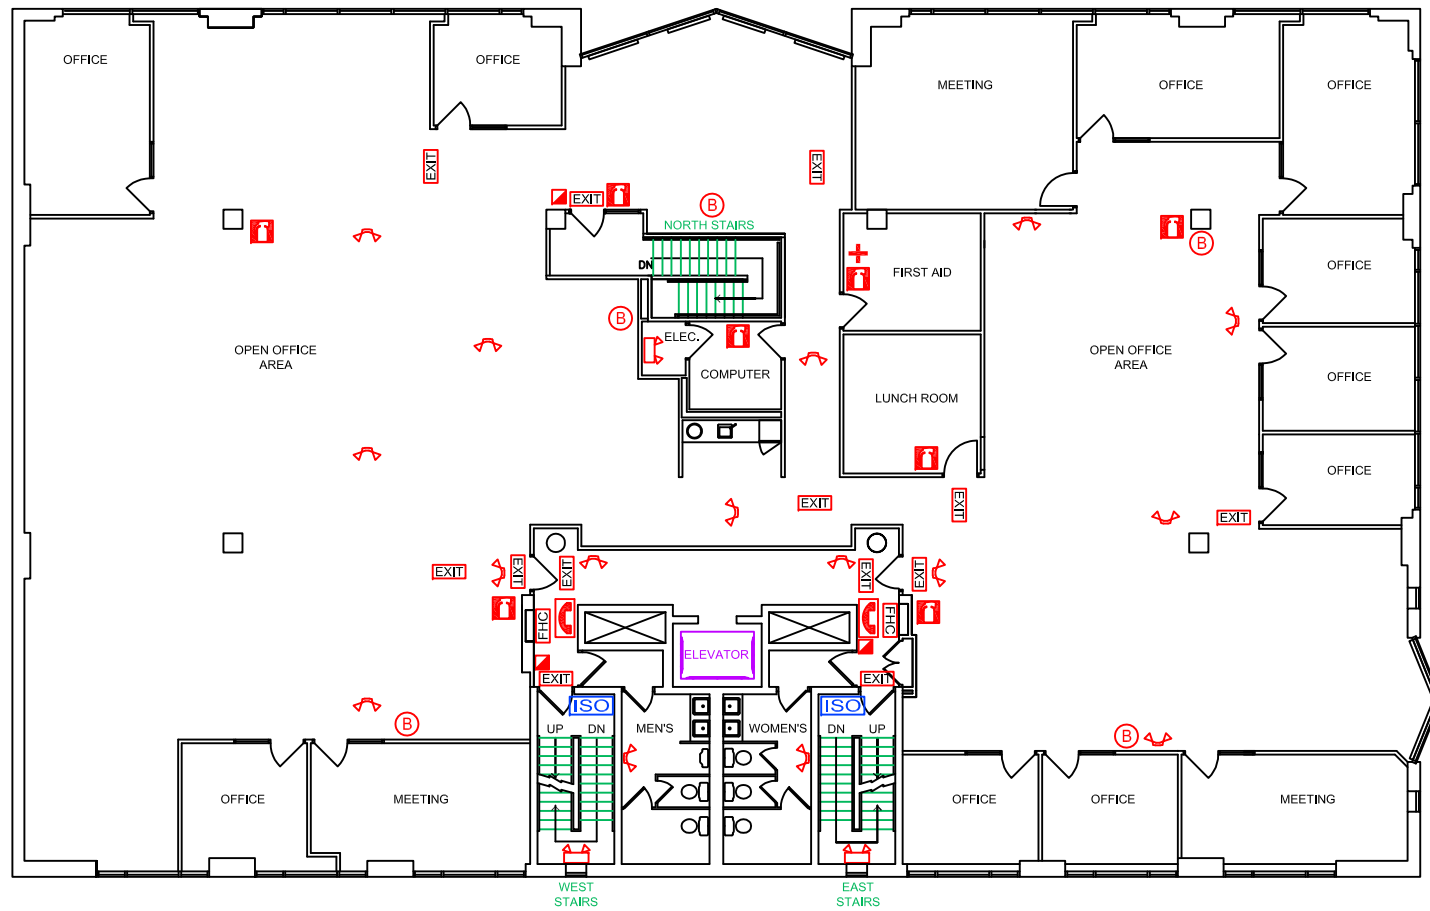 OFFICE
OFFICE
MEETING
OFFICE
OFFICE
EXIT
EXIT
EXIT
B
NORTH STAIRS
B
DN
FIRST AID
OFFICE
B
ELEC.
OPEN OFFICE
AREA
OPEN OFFICE
AREA
COMPUTER
OFFICE
LUNCH ROOM
OFFICE
EXIT
EXIT
EXIT
EXIT
EXIT
EXIT
EXIT
EXIT
FHC
FHC
ELEVATOR
EXIT
EXIT
ISO
ISO
UP
DN
MEN'S
WOMEN'S
DN
UP
B
B
OFFICE
MEETING
OFFICE
OFFICE
MEETING
WEST
STAIRS
EAST
STAIRS